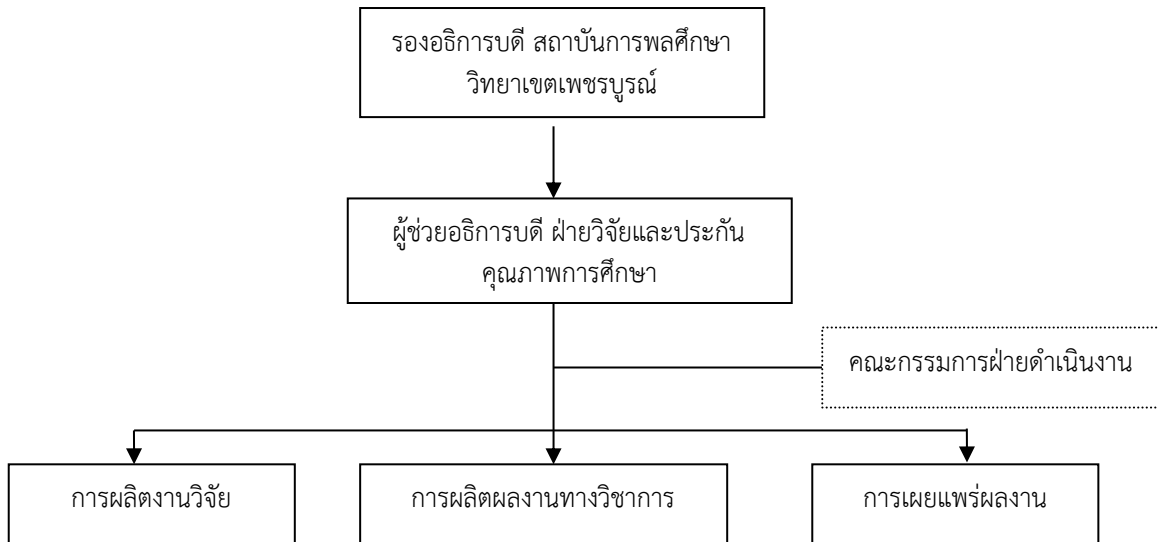 รองอธิการบดี สถาบันการพลศึกษา
วิทยาเขตเพชรบูรณ์
ผู้ช่วยอธิการบดี ฝ่ายวิจัยและประกัน
คุณภาพการศึกษา
คณะกรรมการฝ่ายดำเนินงาน
การผลิตงานวิจัย
การผลิตผลงานทางวิชาการ
การเผยแพร่ผลงาน